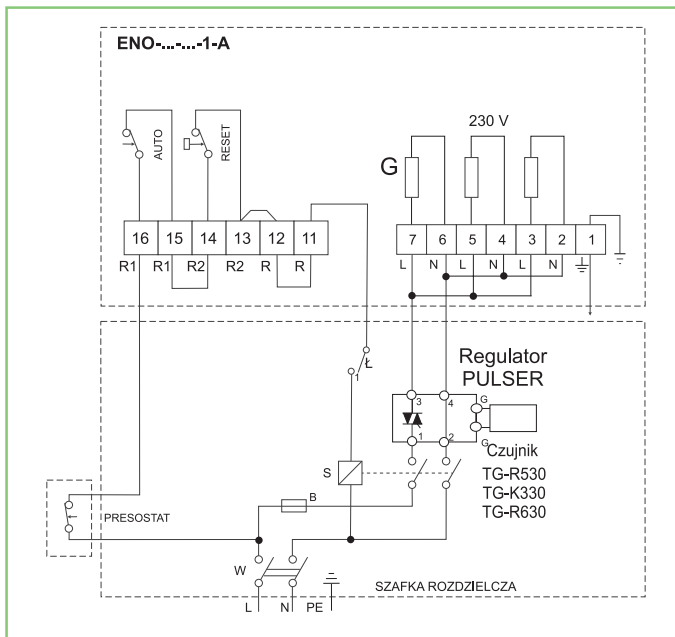 ENO-...-...-1-A
AUTO
RESET
230 V
G
16 15 14 13 12 11
7 6 5 4 3 2 1
R1 R1 R2 R2 R R
L N L N L N
Ł
1
Regulator
PULSER
3 4 G
1 2 G
Czujnik
TG-R530
TG-K330
TG-R630
S
B
PRESOSTAT
W
SZAFKA ROZDZIELCZA
L N PE